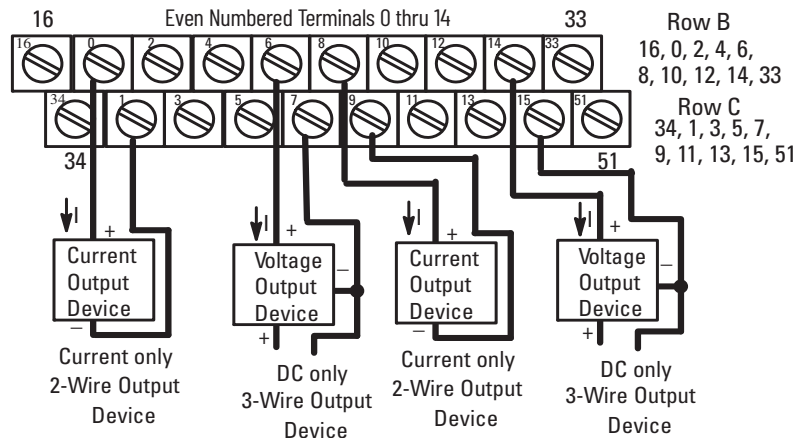 16 Even Numbered Terminals 0 thru 14 33
16 0 2 4 6 8 10 12 14 33
34 1 3 5 7 9 11 13 15 51
34 51
Row B
16, 0, 2, 4, 6,
8, 10, 12, 14, 33
Row C
34, 1, 3, 5, 7,
9, 11, 13, 15, 51
I +
Current
Output
Device
–
Current only
2-Wire Output
Device
I +
Voltage –
Output
Device
+
DC only
3-Wire Output
Device
I +
Current
Output
Device
–
Current only
2-Wire Output
Device
I +
Voltage –
Output
Device
+
DC only
3-Wire Output
Device